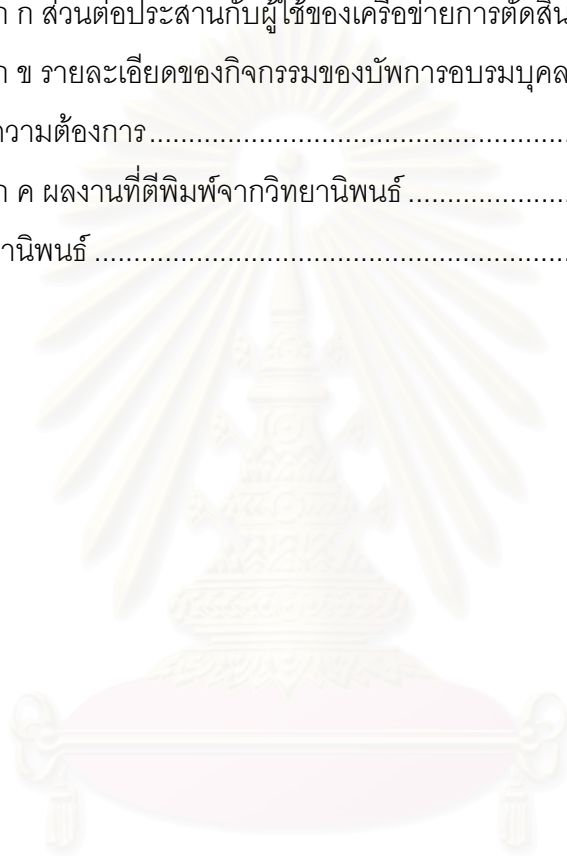 ก ส่วนต่อประสานกับผู้ใช้ของเครือข่ายการตัดสิน
ข รายละเอียดของกิจกรรมของบัพการอบรมบุคล
ความต้องการ........................................................
ค ผลงานที่ตีพิมพ์จากวิทยานิพนธ์........................
านิพนธ์................................................................